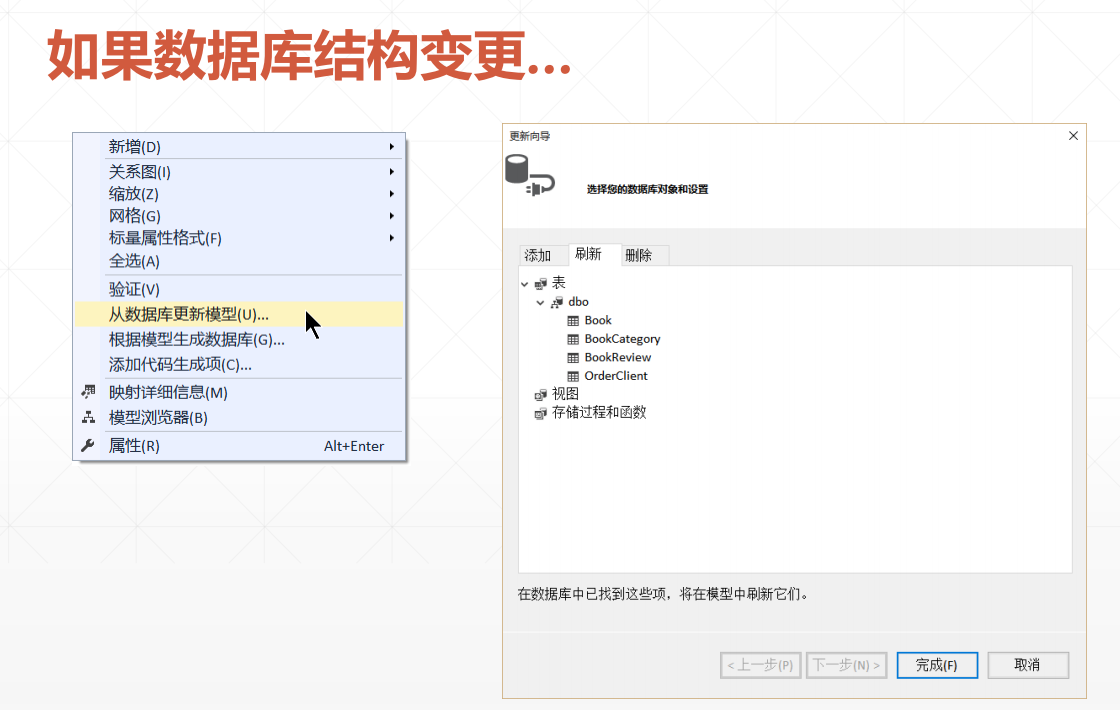 如果数据库结构变更...
新增(D)
关系图(I)
缩放(Z)
网格(G)
标量属性格式(F)
全选(A)
验证(V)
从数据库更新模型(U)...
根据模型生成数据库(G)...
添加代码生成项(C)...
映射详细信息(M)
模型浏览器(B)
属性(R) Alt+Enter
更新向导
选择您的数据库对象和设置
添加 刷新 删除
表
dbo
Book
BookCategory
BookReview
OrderClient
视图
存储过程和函数
在数据库中已找到这些项，将在模型中刷新它们。
< 上一步(P) 下一步(N) > 完成(F) 取消